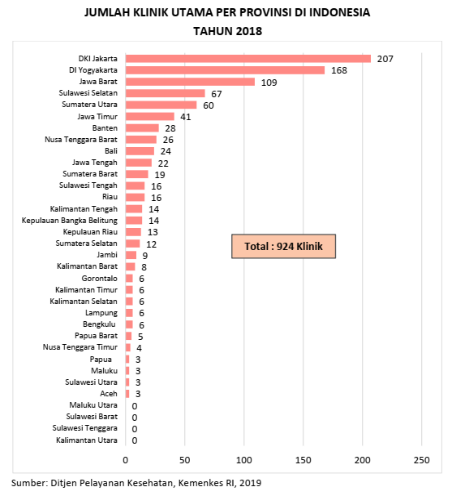 JUMLAH KLINIK UTAMA PER PROVINSI DI INDONESIA
TAHUN 2018
DKI Jakarta 207
DI Yogyakarta 168
Jawa Barat 109
Sulawesi Selatan 67
Sumatera Utara 60
Jawa Timur 41
Banten 28
Nusa Tenggara Barat 26
Bali 24
Jawa Tengah 22
Sumatera Barat 19
Sulawesi Tengah 16
Riau 16
Kalimantan Tengah 14
Kepulauan Bangka Belitung 14
Kepulauan Riau 13
Sumatera Selatan 12
Total : 924 Klinik
Jambi 9
Kalimantan Barat 8
Gorontalo 6
Kalimantan Timur 6
Kalimantan Selatan 6
Lampung 6
Bengkulu 6
Papua Barat 5
Nusa Tenggara Timur 4
Papua 3
Maluku 3
Sulawesi Utara 3
Aceh 3
Maluku Utara 0
Sulawesi Barat 0
Sulawesi Tenggara 0
Kalimantan Utara 0
0 50 100 150 200 250
Sumber: Ditjen Pelayanan Kesehatan, Kemenkes RI, 2019